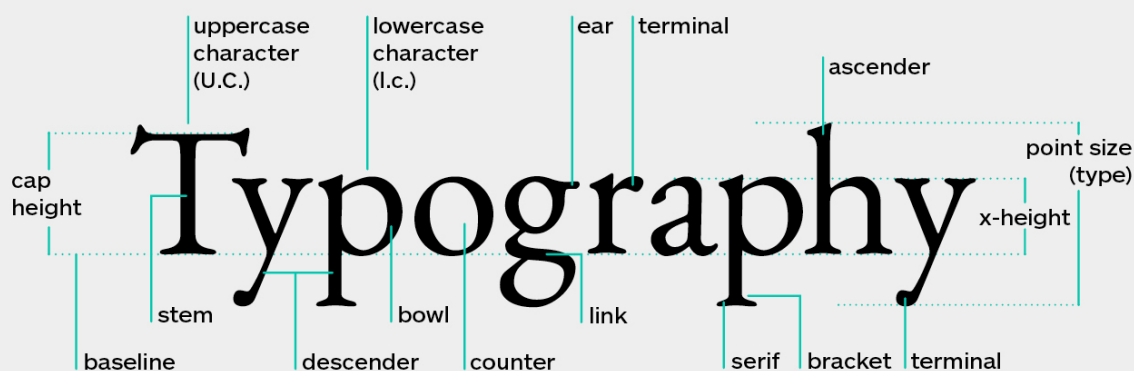 uppercase
character
(U.C.)
lowercase
character
(l.c.)
ear
terminal
ascender
cap
height
Typography
point size
(type)
x-height
stem
bowl
link
baseline
descender
counter
serif
bracket
terminal